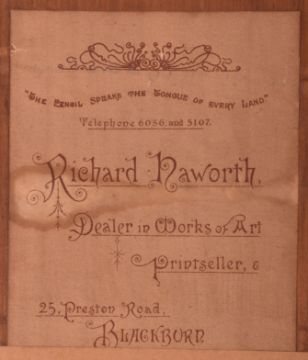 "The Pencil Speaks the Tongue of every Land."
Telephone 6056, and 5107.
Richard Haworth,
Dealer in Works of Art
Printseller, &
25, Preston Road,
Blackburn